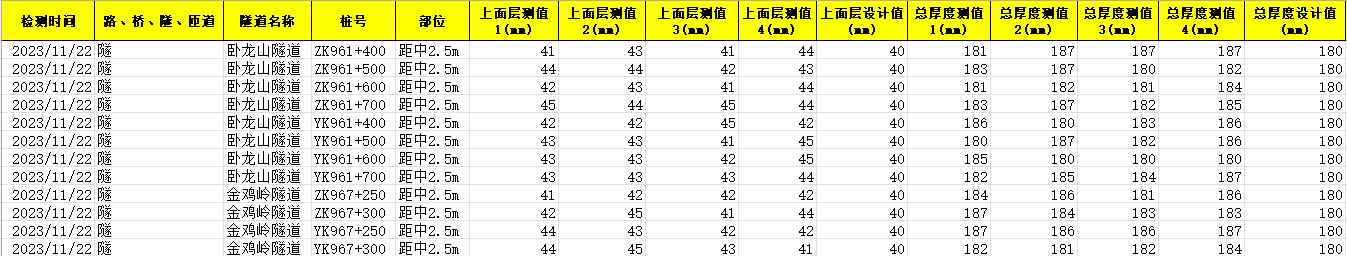 检测时间 路、桥、隧、匝道 隧道名称 桩号 部位 上面层测值1(mm) 上面层测值2(mm) 上面层测值3(mm) 上面层测值4(mm) 上面层设计值(mm) 总厚度测值1(mm) 总厚度测值2(mm) 总厚度测值3(mm) 总厚度测值4(mm) 总厚度设计值(mm)
2023/11/22 隧 卧龙山隧道 ZK961+400 距中2.5m 41 43 41 44 40 181 187 187 187 180
2023/11/22 隧 卧龙山隧道 ZK961+500 距中2.5m 44 44 42 43 40 183 187 180 182 180
2023/11/22 隧 卧龙山隧道 ZK961+600 距中2.5m 42 43 41 44 40 181 182 181 184 180
2023/11/22 隧 卧龙山隧道 ZK961+700 距中2.5m 45 44 45 44 40 183 187 182 185 180
2023/11/22 隧 卧龙山隧道 YK961+400 距中2.5m 42 42 45 42 40 186 180 183 186 180
2023/11/22 隧 卧龙山隧道 YK961+500 距中2.5m 43 43 41 45 40 180 187 182 186 180
2023/11/22 隧 卧龙山隧道 YK961+600 距中2.5m 43 43 42 45 40 185 180 180 180 180
2023/11/22 隧 卧龙山隧道 YK961+700 距中2.5m 43 43 43 44 40 182 185 184 187 180
2023/11/22 隧 金鸡岭隧道 ZK967+250 距中2.5m 41 42 42 42 40 184 186 181 186 180
2023/11/22 隧 金鸡岭隧道 ZK967+300 距中2.5m 42 45 41 44 40 187 184 183 183 180
2023/11/22 隧 金鸡岭隧道 YK967+250 距中2.5m 44 43 42 42 40 187 186 186 187 180
2023/11/22 隧 金鸡岭隧道 YK967+300 距中2.5m 44 45 43 41 40 182 181 182 184 180